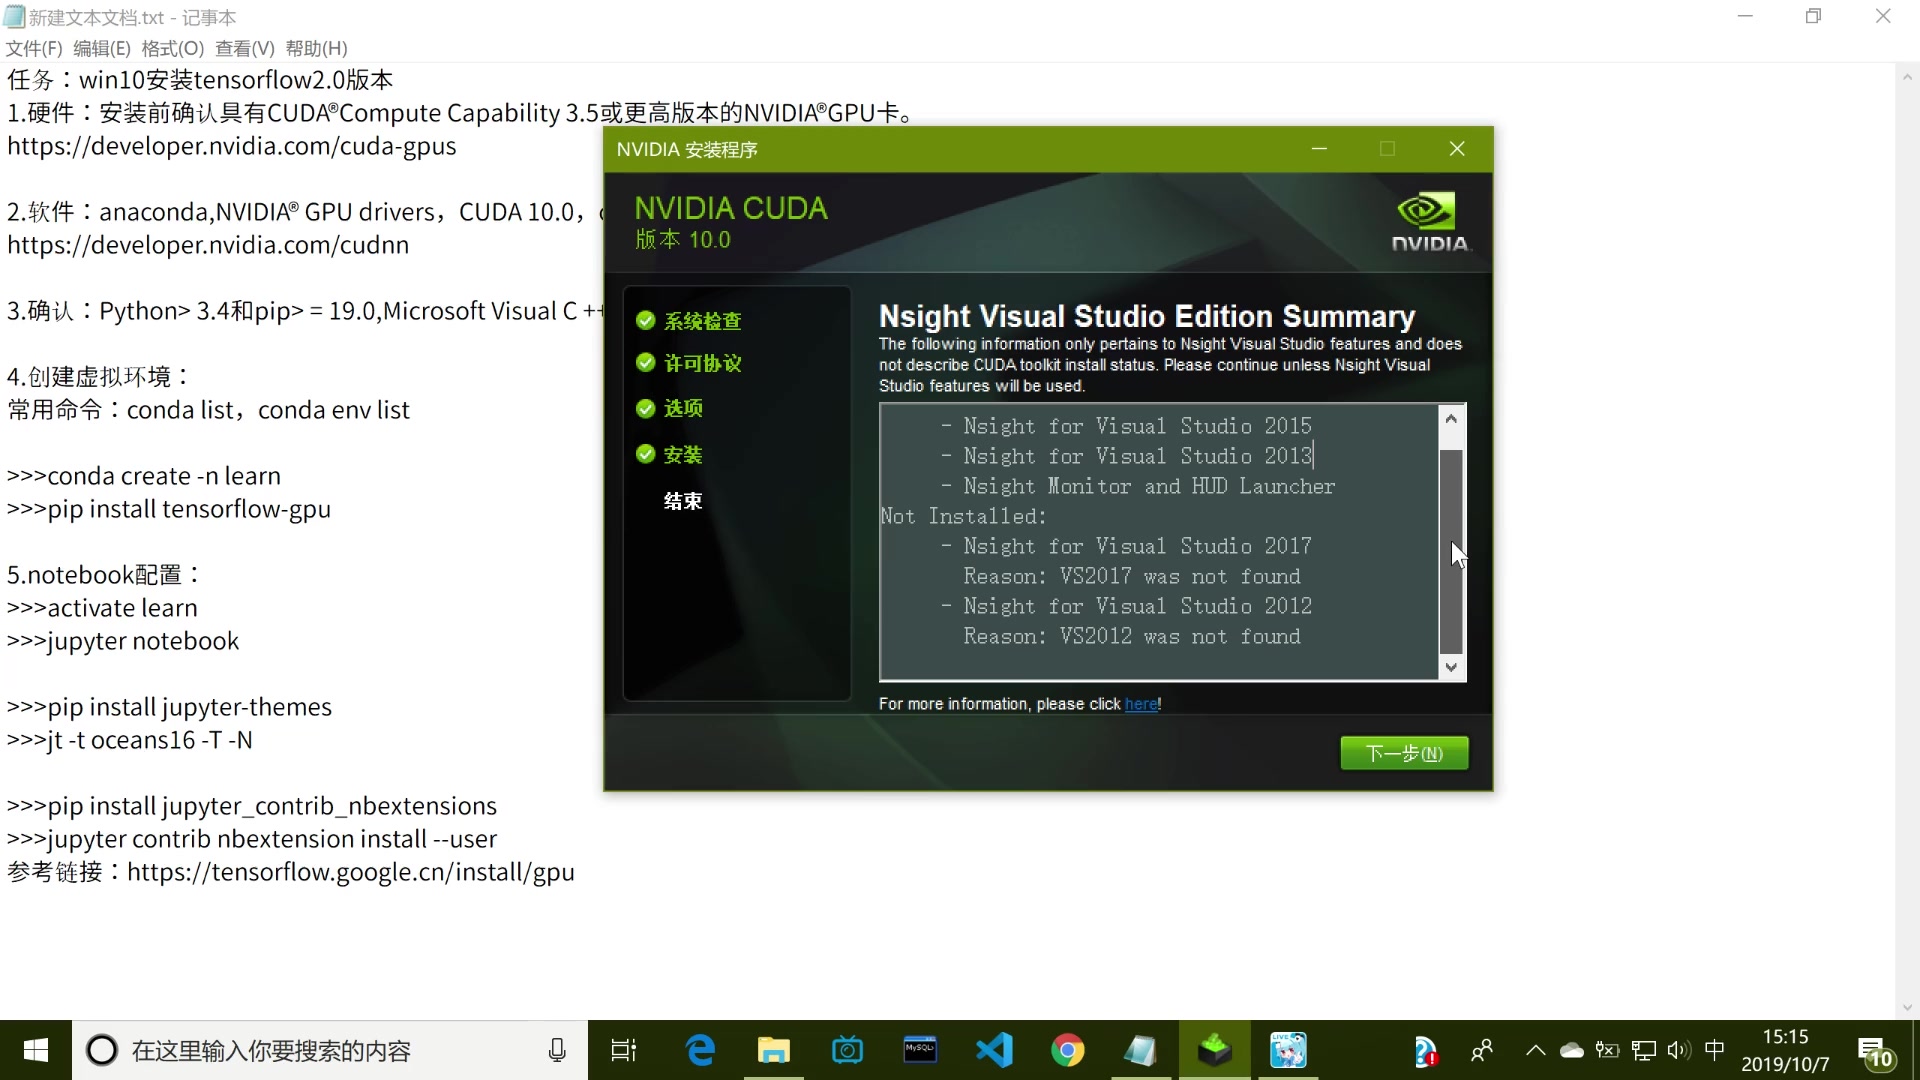 新建文本文档.txt - 记事本
文件(F) 编辑(E) 格式(O) 查看(V) 帮助(H)
任务：win10安装tensorflow2.0版本
1.硬件：安装前确认具有CUDA®Compute Capability 3.5或更高版本的NVIDIA®GPU卡。
https://developer.nvidia.com/cuda-gpus
2.软件：anaconda,NVIDIA® GPU drivers，CUDA 10.0，
https://developer.nvidia.com/cudnn
3.确认：Python> 3.4和pip> = 19.0,Microsoft Visual C +
4.创建虚拟环境：
常用命令：conda list，conda env list
>>>conda create -n learn
>>>pip install tensorflow-gpu
5.notebook配置：
>>>activate learn
>>>jupyter notebook
>>>pip install jupyter-themes
>>>jt -t oceans16 -T -N
>>>pip install jupyter_contrib_nbextensions
>>>jupyter contrib nbextension install --user
参考链接：https://tensorflow.google.cn/install/gpu
NVIDIA 安装程序
NVIDIA CUDA
版本 10.0
NVIDIA.
系统检查
许可协议
选项
安装
结束
Nsight Visual Studio Edition Summary
The following information only pertains to Nsight Visual Studio features and does
not describe CUDA toolkit install status. Please continue unless Nsight Visual
Studio features will be used.
- Nsight for Visual Studio 2015
- Nsight for Visual Studio 2013
- Nsight Monitor and HUD Launcher
Not Installed:
- Nsight for Visual Studio 2017
Reason: VS2017 was not found
- Nsight for Visual Studio 2012
Reason: VS2012 was not found
For more information, please click here!
下一步(N)
在这里输入你要搜索的内容
MySQL
LIVE
中
15:15
2019/10/7
10